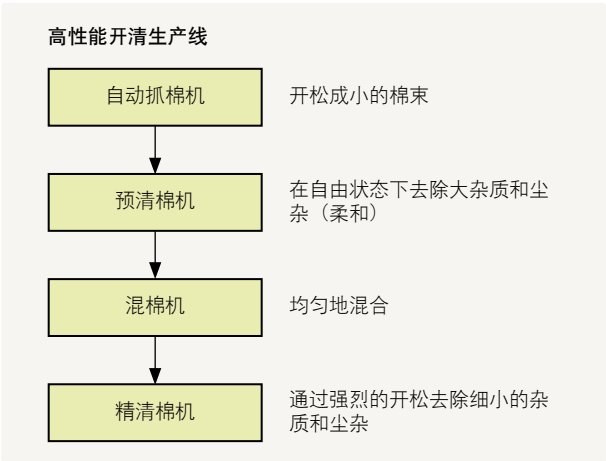 高性能开清生产线
自动抓棉机
开松成小的棉束
预清棉机
在自由状态下去除大杂质和尘
杂（柔和）
混棉机
均匀地混合
精清棉机
通过强烈的开松去除细小的杂
质和尘杂